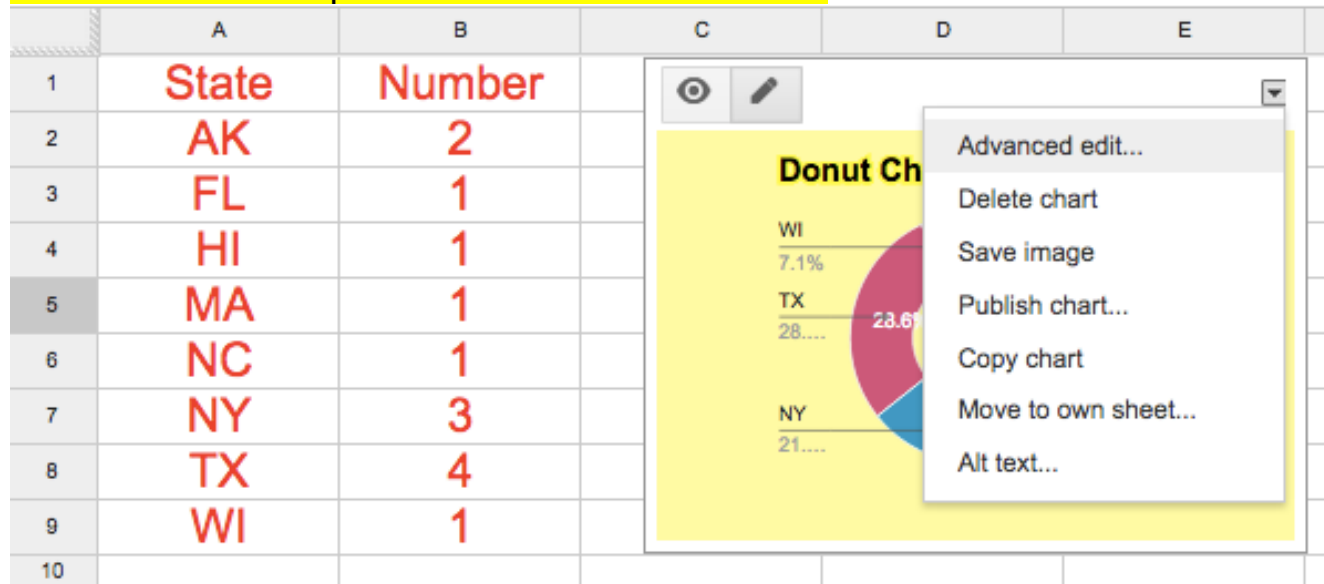 A B C D E
1 State Number
2 AK 2
3 FL 1
4 HI 1
5 MA 1
6 NC 1
7 NY 3
8 TX 4
9 WI 1
10
Donut Ch
WI
7.1%
TX
28....
28.6
NY
21....
Advanced edit...
Delete chart
Save image
Publish chart...
Copy chart
Move to own sheet...
Alt text...